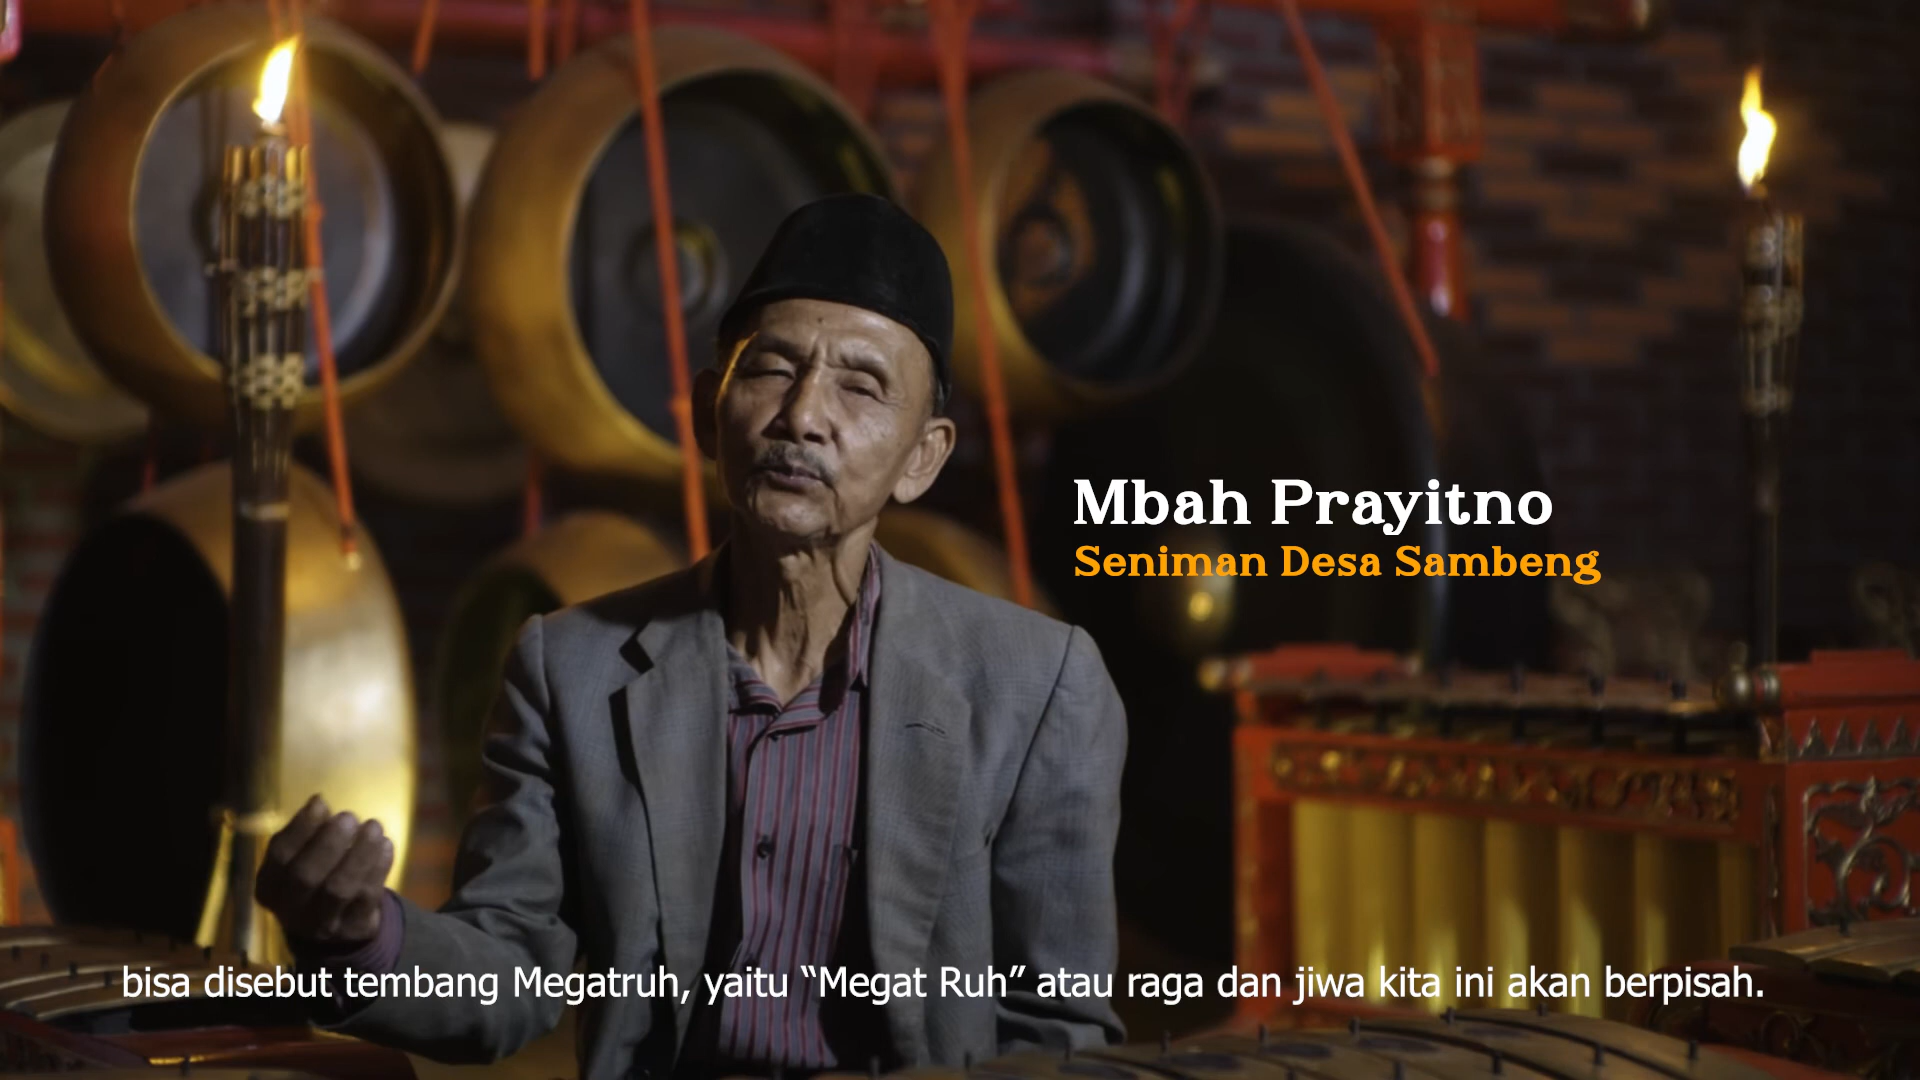 Mbah Prayitno
Seniman Desa Sambeng
bisa disebut tembang Megatruh, yaitu “Megat Ruh” atau raga dan jiwa kita ini akan berpisah.